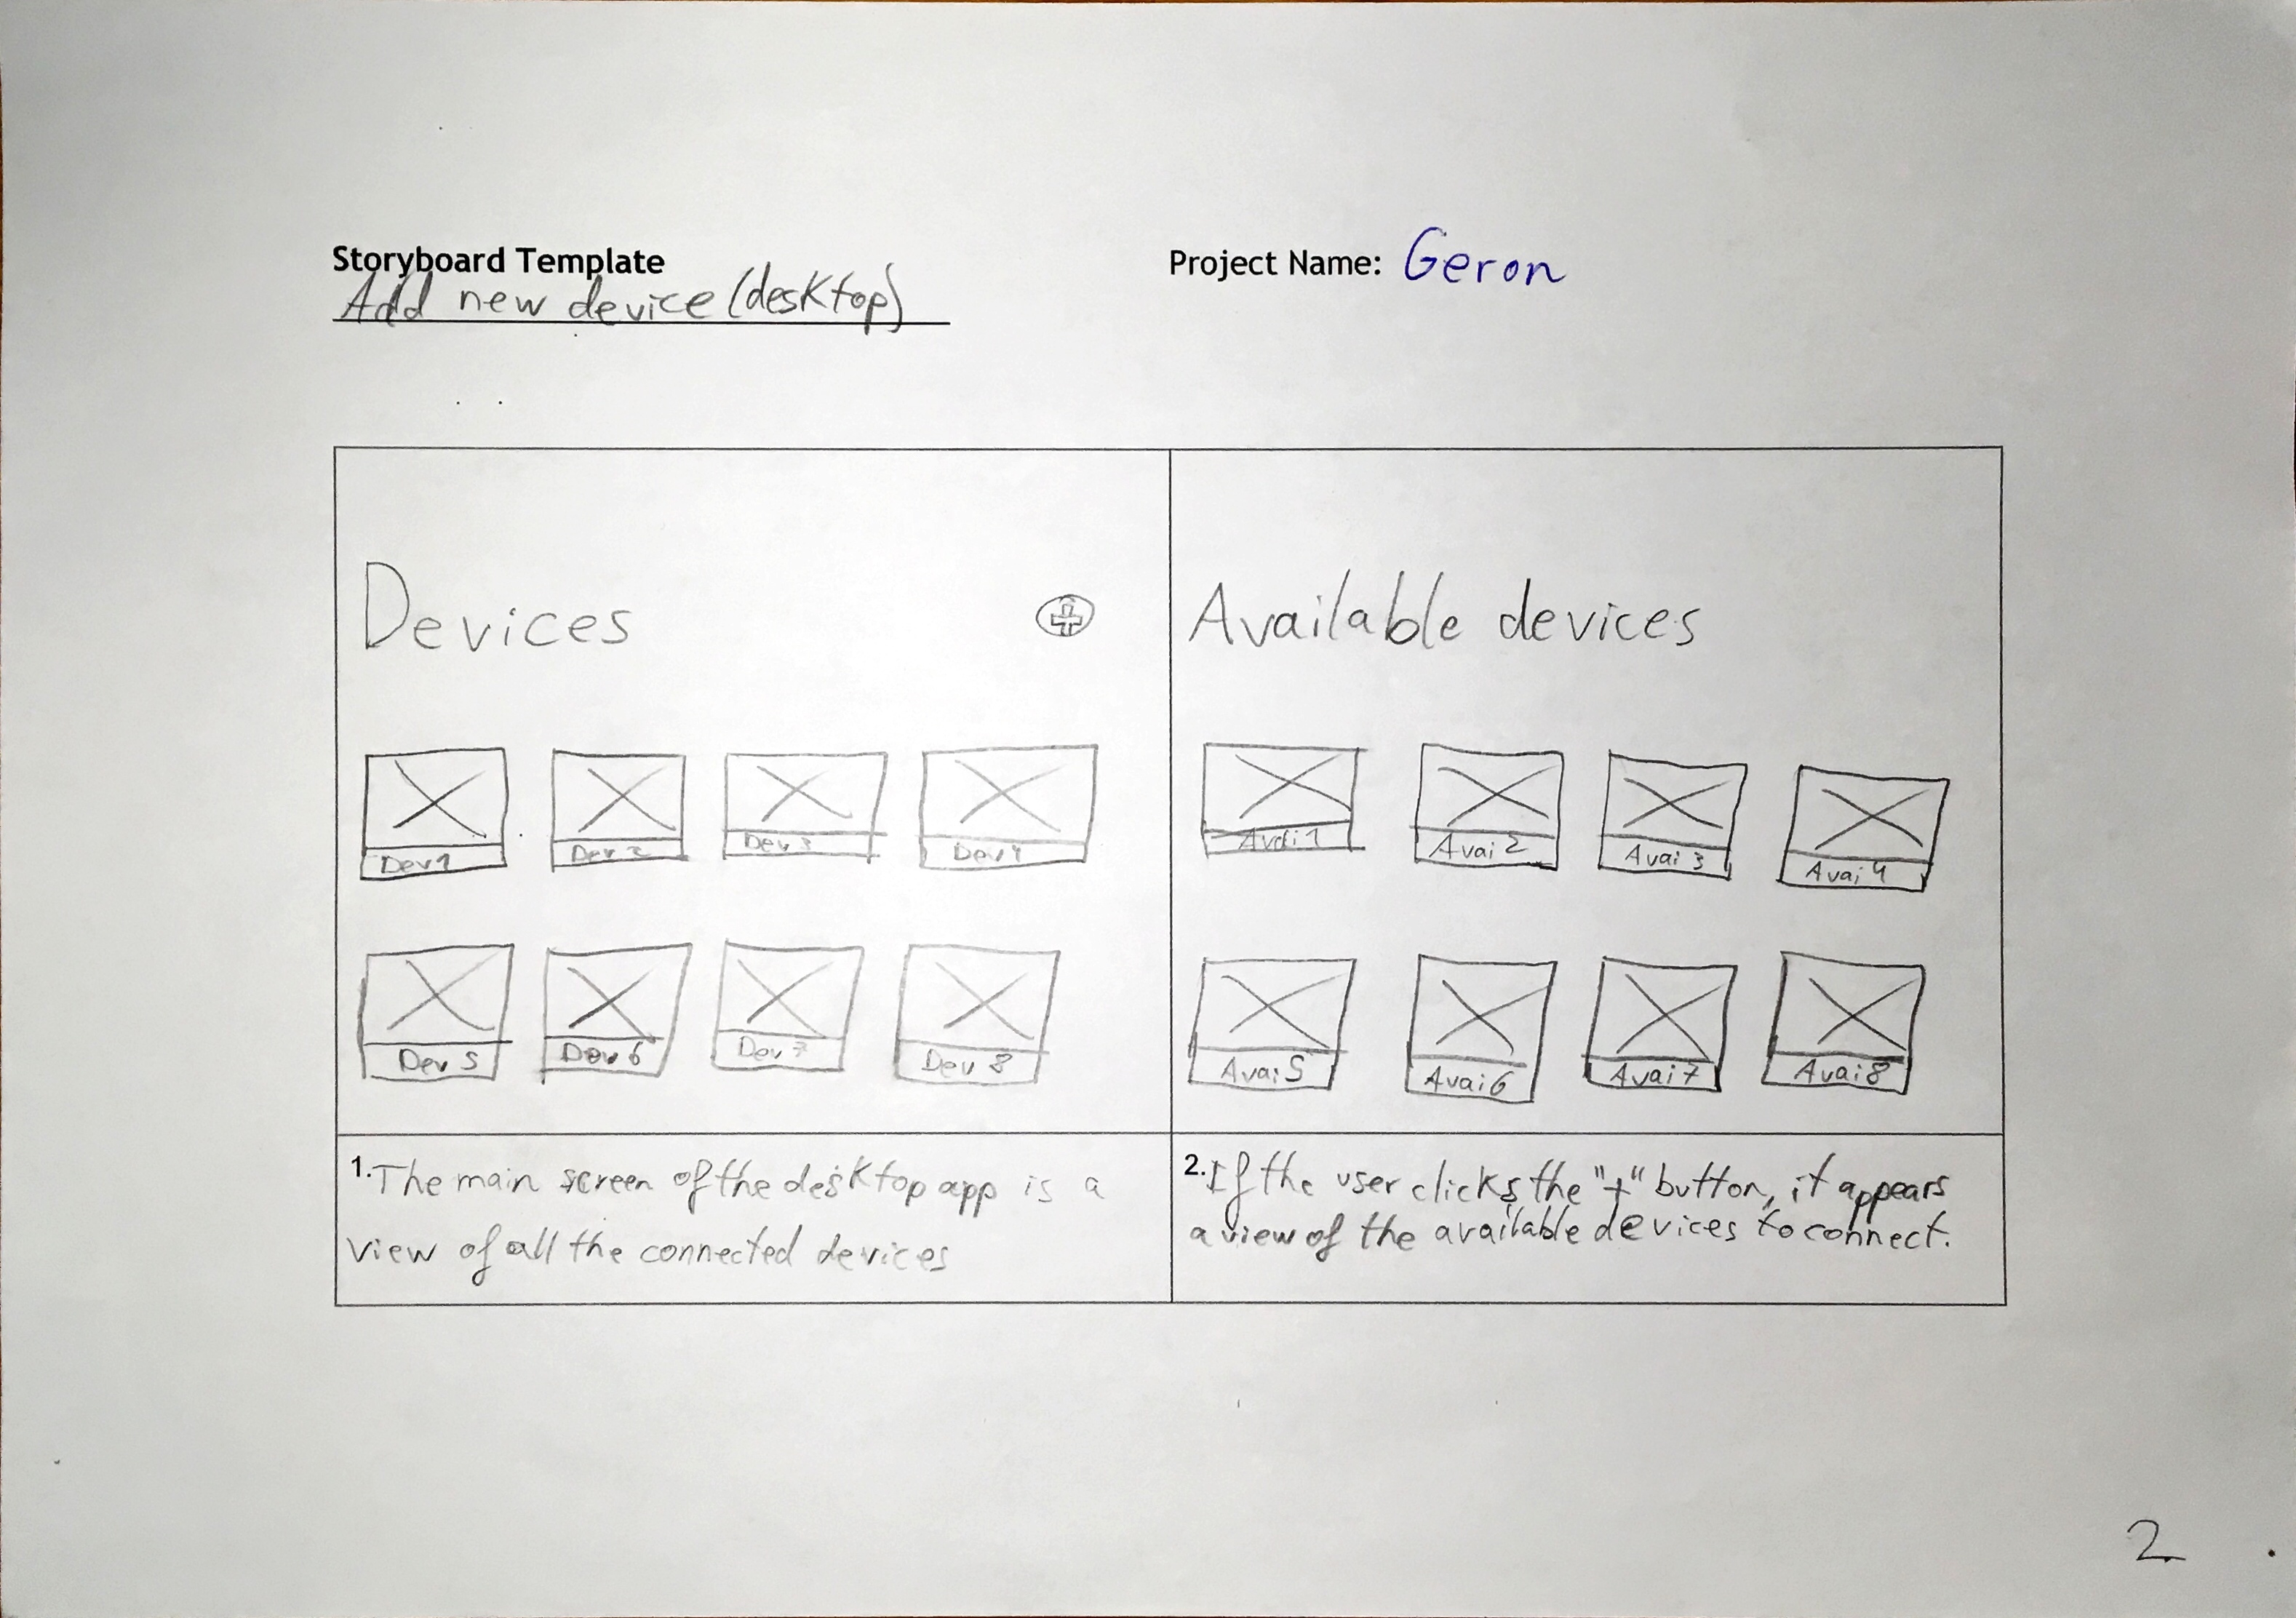 Storyboard Template
Project Name: Geron
Add new device (desktop)
Devices
Dev1 Dev 2 Dev 3 Dev 4
Dev 5 Dev 6 Dev 7 Dev 8
1. The main screen of the desktop app is a
view of all the connected devices
Available devices
Avai 1 Avai 2 Avai 3 Avai 4
Avai 5 Avai 6 Avai 7 Avai 8
2. If the user clicks the "+" button, it appears
a view of the available devices to connect.
2